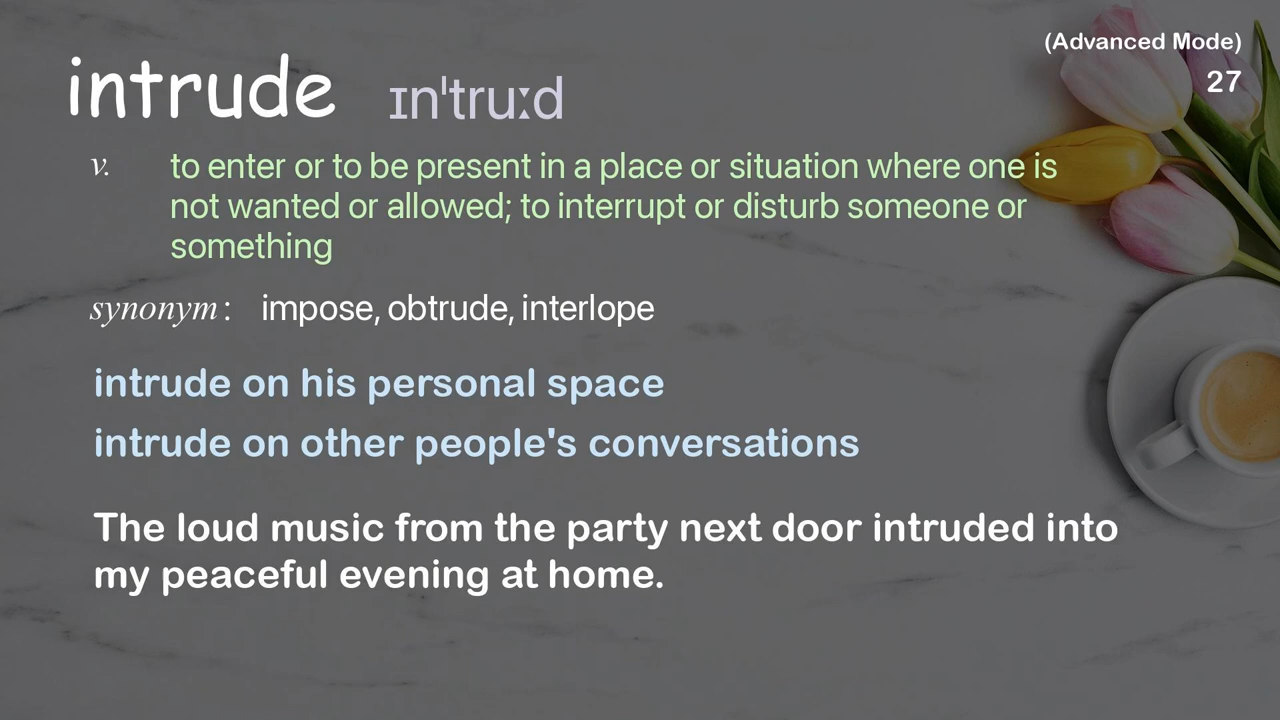 (Advanced Mode)
27
intrude ɪnˈtruːd
v. to enter or to be present in a place or situation where one is
not wanted or allowed; to interrupt or disturb someone or
something
synonym: impose, obtrude, interlope
intrude on his personal space
intrude on other people's conversations
The loud music from the party next door intruded into
my peaceful evening at home.